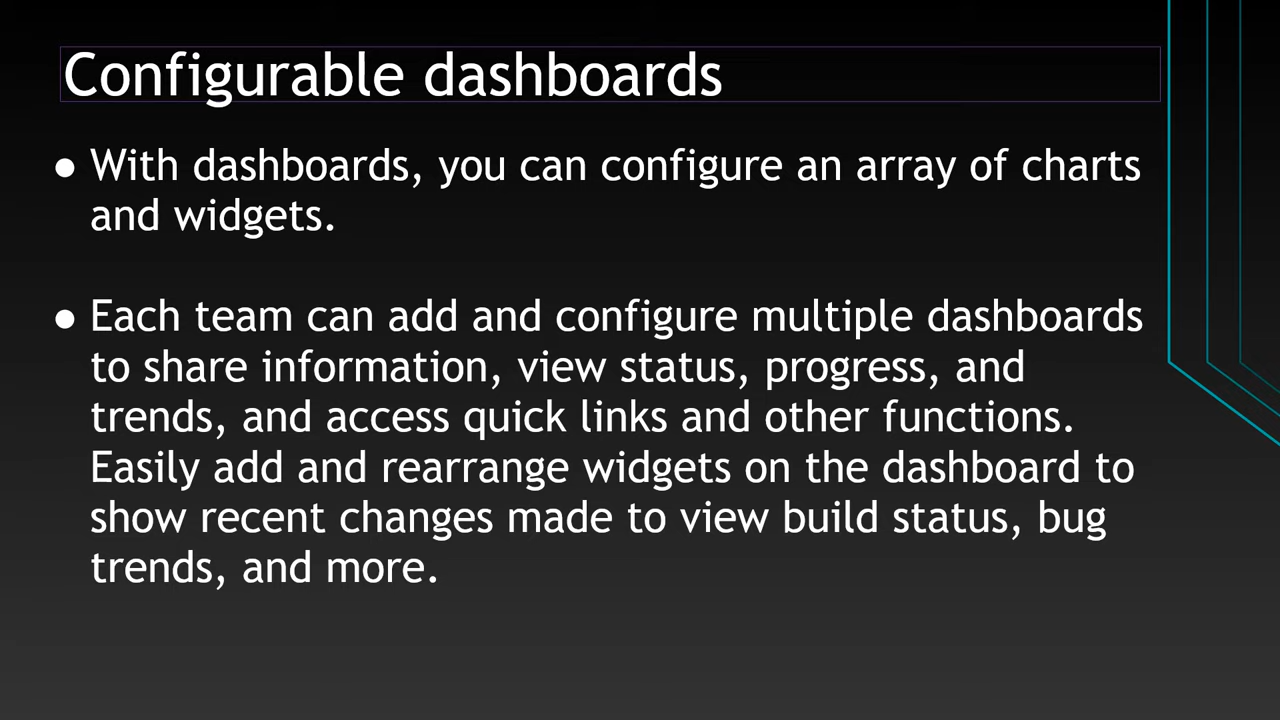 Configurable dashboards
● With dashboards, you can configure an array of charts
and widgets.
● Each team can add and configure multiple dashboards
to share information, view status, progress, and
trends, and access quick links and other functions.
Easily add and rearrange widgets on the dashboard to
show recent changes made to view build status, bug
trends, and more.